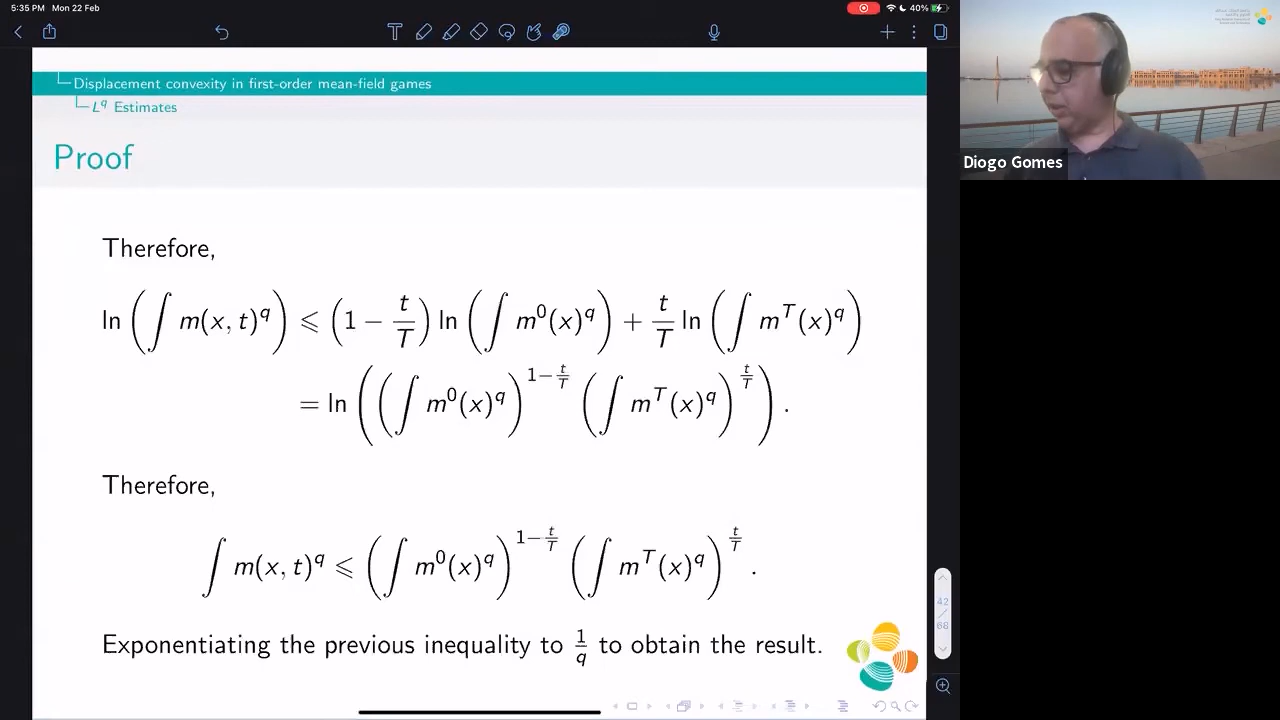 5:35 PM Mon 22 Feb
40%
Displacement convexity in first-order mean-field games
L^q Estimates
Proof
Therefore,
ln (∫ m(x, t)^q) ⩽ (1 − t/T) ln (∫ m^0(x)^q) + t/T ln (∫ m^T(x)^q)
= ln ((∫ m^0(x)^q)^{1−t/T} (∫ m^T(x)^q)^{t/T}).
Therefore,
∫ m(x, t)^q ⩽ (∫ m^0(x)^q)^{1−t/T} (∫ m^T(x)^q)^{t/T}.
Exponentiating the previous inequality to 1/q to obtain the result.
42
/
68
Diogo Gomes